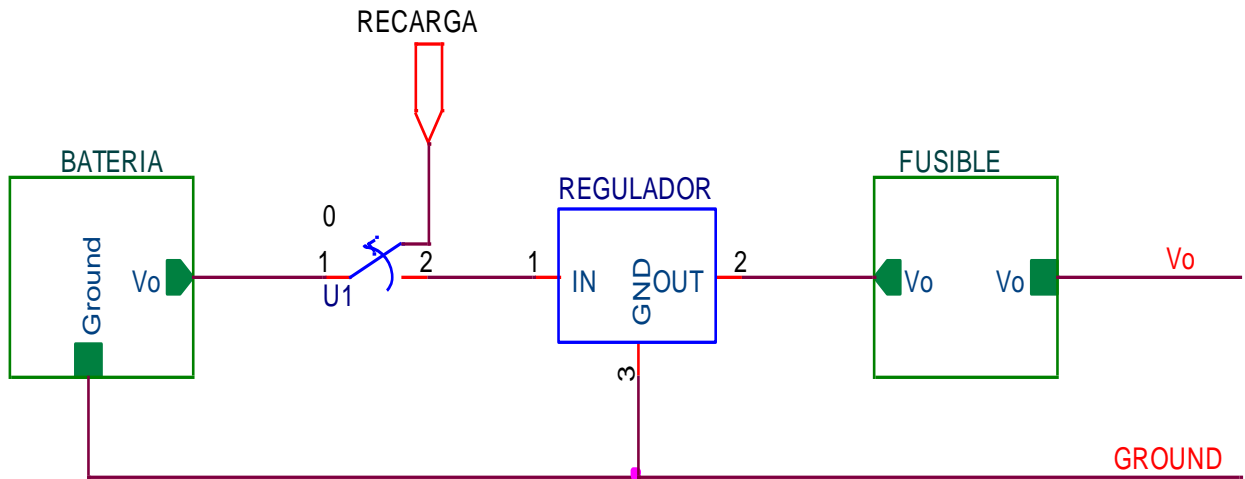 RECARGA
BATERIA
FUSIBLE
REGULADOR
0
Ground
Vo
1
U1
2
1
IN
GND
OUT
2
Vo
Vo
Vo
3
GROUND